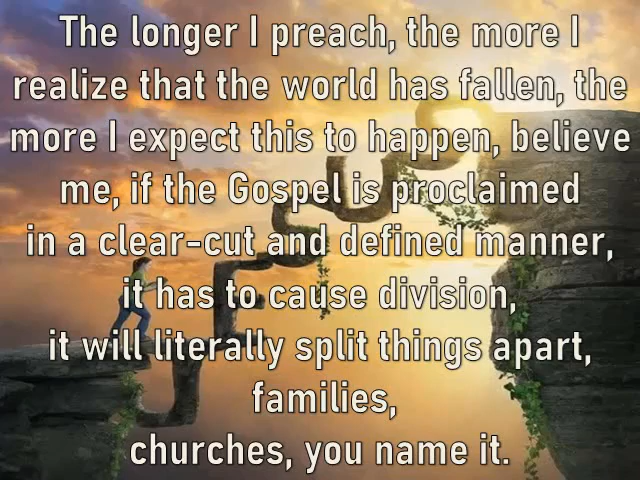 The longer I preach, the more I
realize that the world has fallen, the
more I expect this to happen, believe
me, if the Gospel is proclaimed
in a clear-cut and defined manner,
it has to cause division,
it will literally split things apart,
families,
churches, you name it.
JESUS